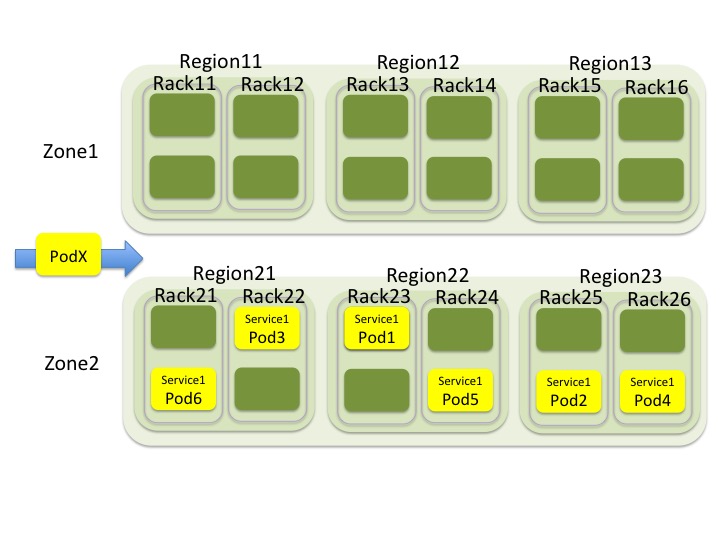 Region11
Region12
Region13
Rack11
Rack12
Rack13
Rack14
Rack15
Rack16
Zone1
PodX
Region21
Region22
Region23
Rack21
Rack22
Rack23
Rack24
Rack25
Rack26
Service1
Pod3
Service1
Pod1
Zone2
Service1
Pod6
Service1
Pod5
Service1
Pod2
Service1
Pod4